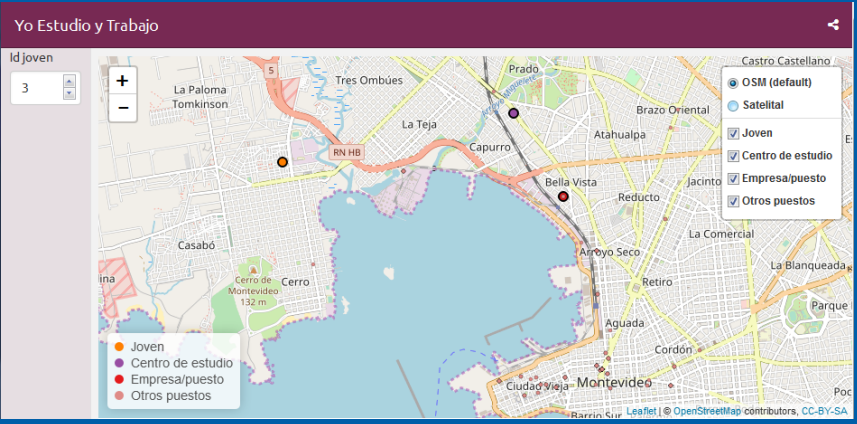 Yo Estudio y Trabajo
Id joven
3
+
−
5
La Paloma
Tomkinson
Tres Ombúes
La Teja
RN HB
Prado
Arroyo Miguelete
Capurro
Atahualpa
Brazo Oriental
Castro Castellano
Bella Vista
Reducto
Jacinto
La Comercial
Arroyo Seco
Retiro
La Blanqueada
Parque
Casabó
Cerro de
Montevideo
132 m
Cerro
ina
Aguada
Cordón
Ciudad Vieja
Montevideo
Barrio Sur
Poc
OSM (default)
Satelital
Joven
Centro de estudio
Empresa/puesto
Otros puestos
Joven
Centro de estudio
Empresa/puesto
Otros puestos
Leaflet | © OpenStreetMap contributors, CC-BY-SA